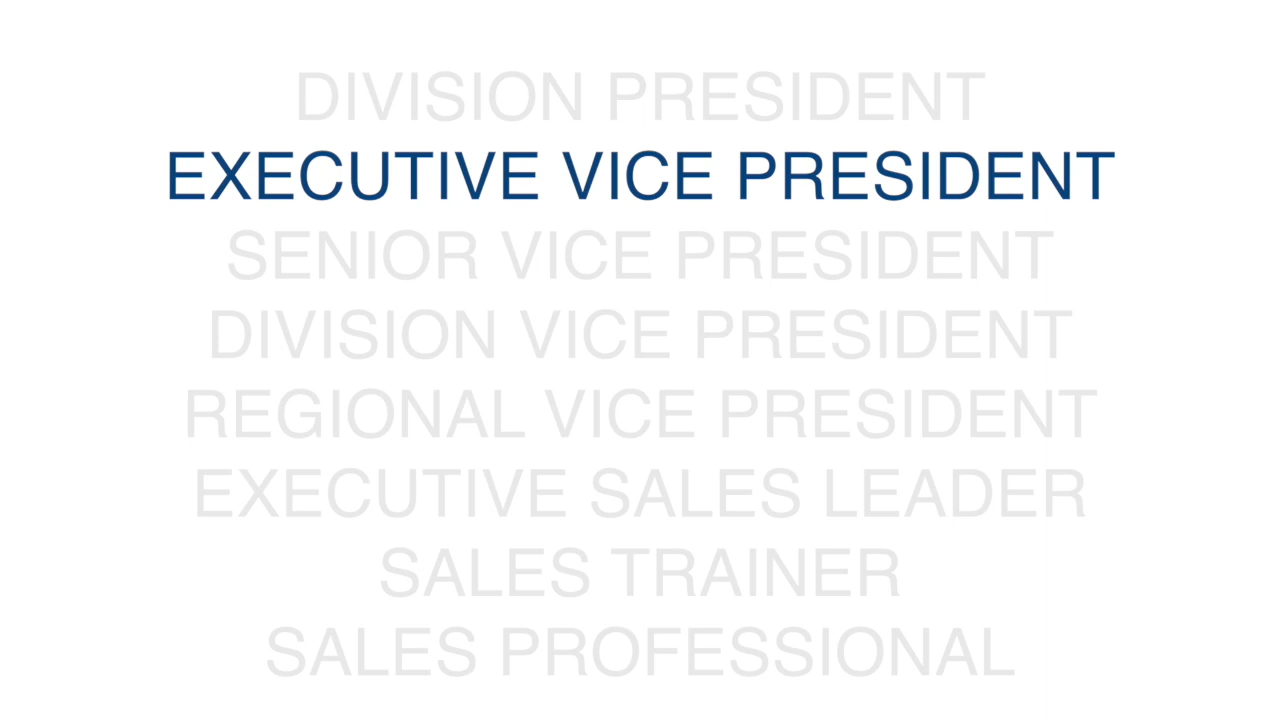 DIVISION PRESIDENT
EXECUTIVE VICE PRESIDENT
SENIOR VICE PRESIDENT
DIVISION VICE PRESIDENT
REGIONAL VICE PRESIDENT
EXECUTIVE SALES LEADER
SALES TRAINER
SALES PROFESSIONAL